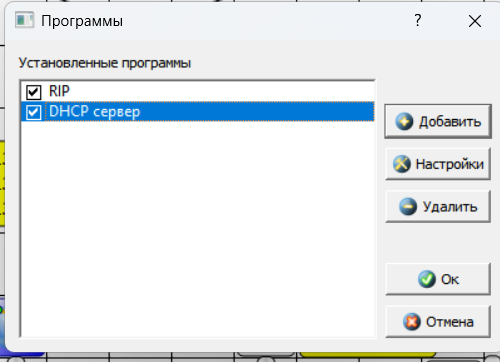 Программы
?
Установленные программы
RIP
DHCP сервер
Добавить
Настройки
Удалить
Ок
Отмена